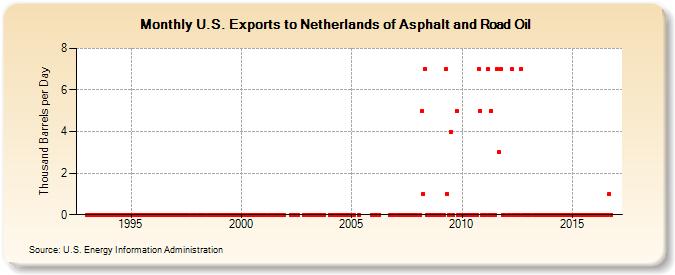 Monthly U.S. Exports to Netherlands of Asphalt and Road Oil
Thousand Barrels per Day
8
6
4
2
0
1995 2000 2005 2010 2015
Source: U.S. Energy Information Administration